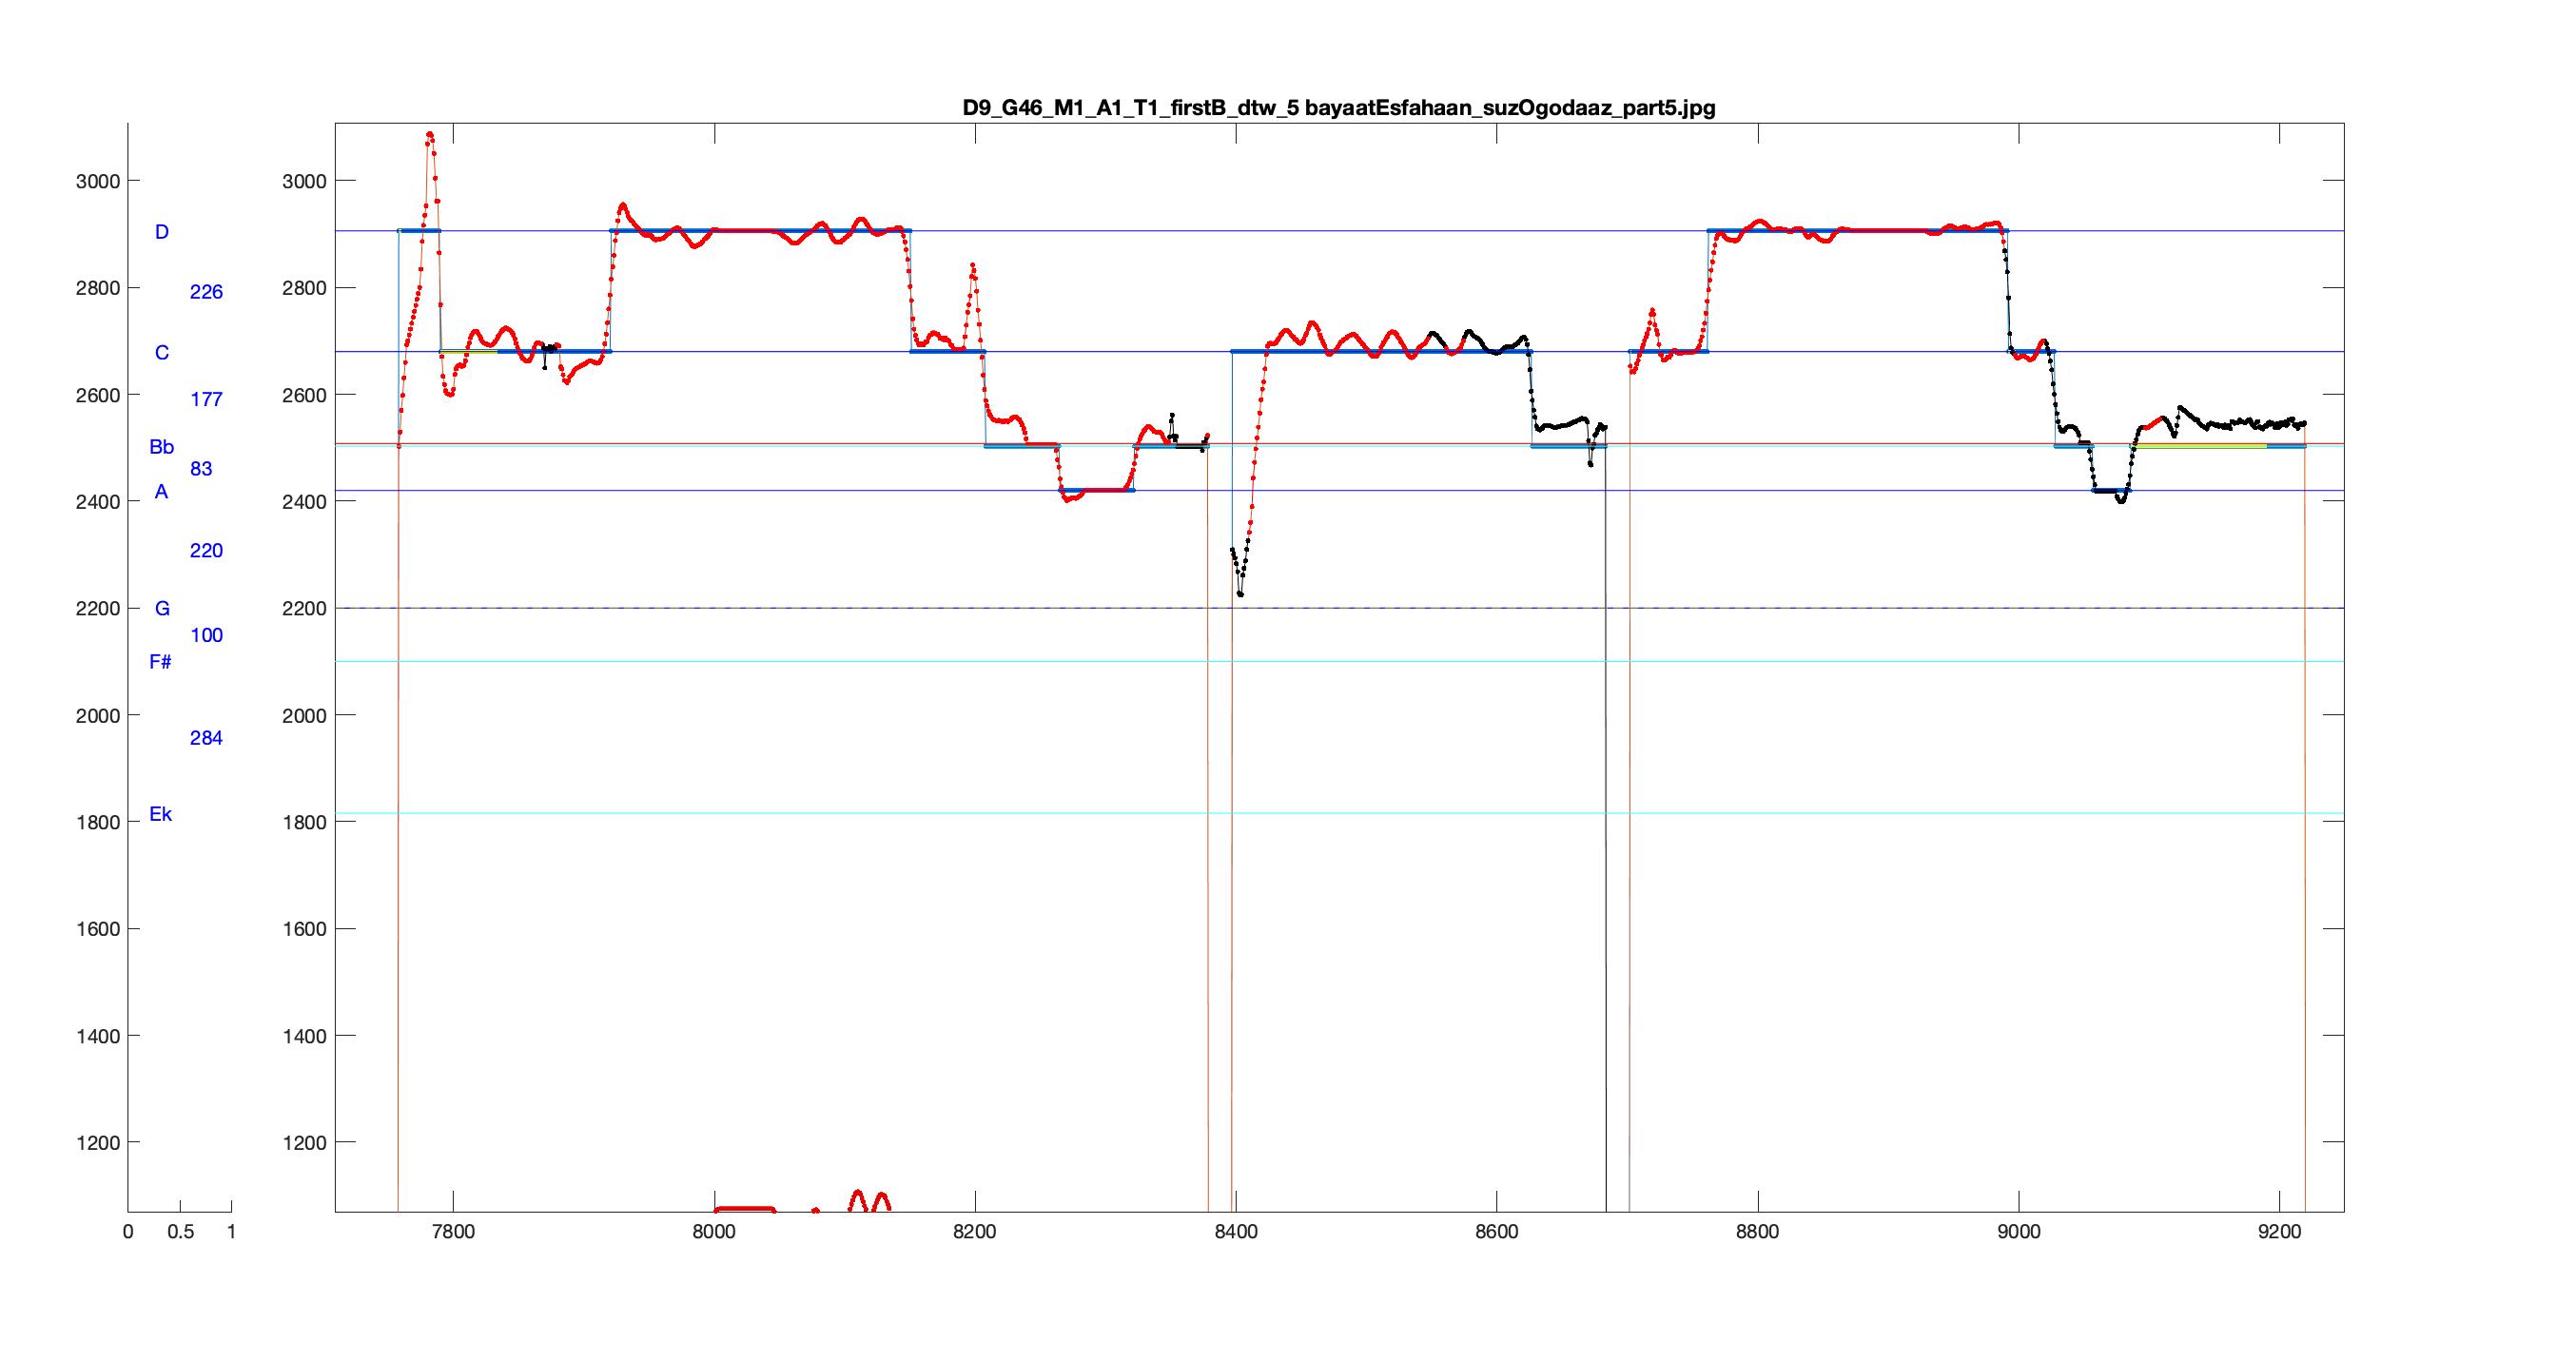 D9_G46_M1_A1_T1_firstB_dtw_5 bayaatEsfahaan_suzOgodaaz_part5.jpg
3000 3000
D
226
2800 2800
C
177
2600 2600
Bb
83
A
2400 2400
220
2200 G 2200
100
F#
2000 2000
284
1800 Ek 1800
1600 1600
1400 1400
1200 1200
0 0.5 1 7800 8000 8200 8400 8600 8800 9000 9200